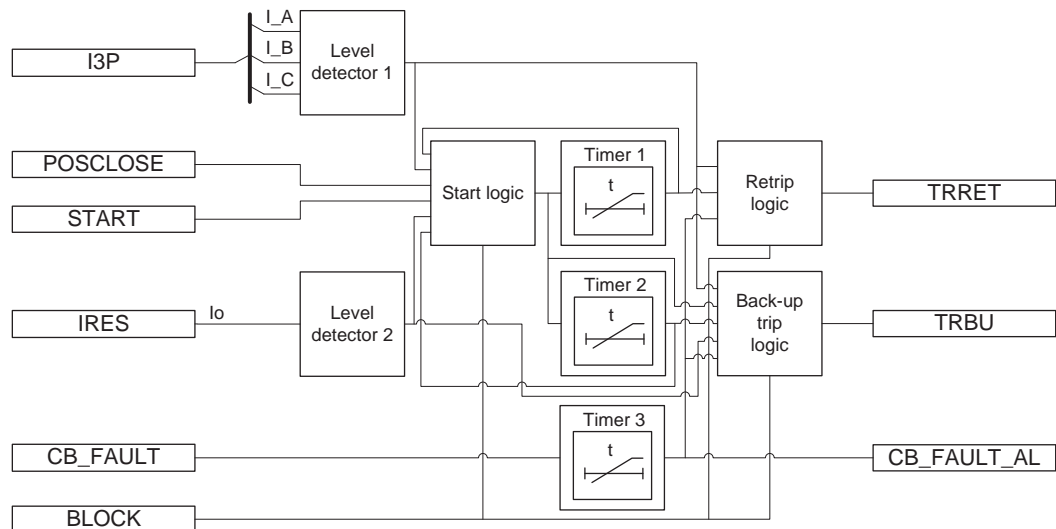 I_A
I_B
I_C
I3P
Level
detector 1
POSCLOSE
START
Start logic
Timer 1
t
Retrip
logic
TRRET
IRES
Io
Level
detector 2
Timer 2
t
Back-up
trip
logic
TRBU
Timer 3
t
CB_FAULT
CB_FAULT_AL
BLOCK